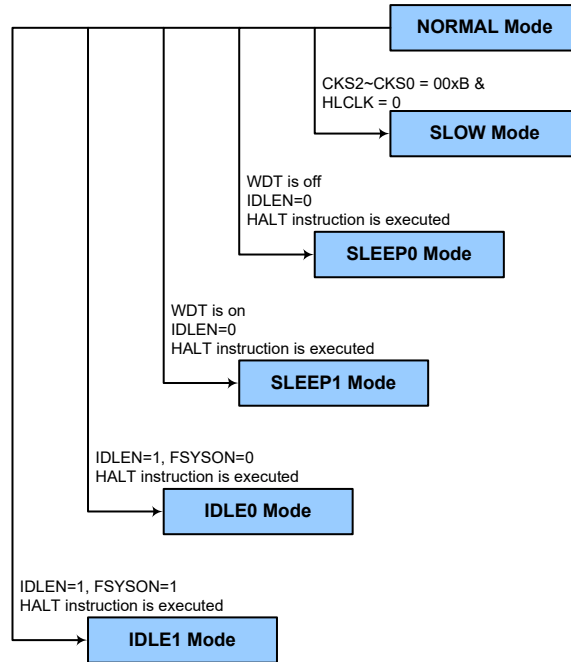 NORMAL Mode
CKS2~CKS0 = 00xB &
HLCLK = 0
SLOW Mode
WDT is off
IDLEN=0
HALT instruction is executed
SLEEP0 Mode
WDT is on
IDLEN=0
HALT instruction is executed
SLEEP1 Mode
IDLEN=1, FSYSON=0
HALT instruction is executed
IDLE0 Mode
IDLEN=1, FSYSON=1
HALT instruction is executed
IDLE1 Mode